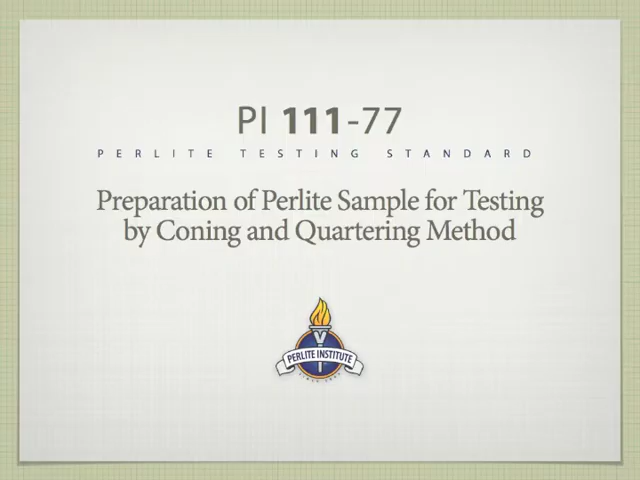 PI 111-77
PERLITE TESTING STANDARD
Preparation of Perlite Sample for Testing
by Coning and Quartering Method
PERLITE INSTITUTE
SINCE